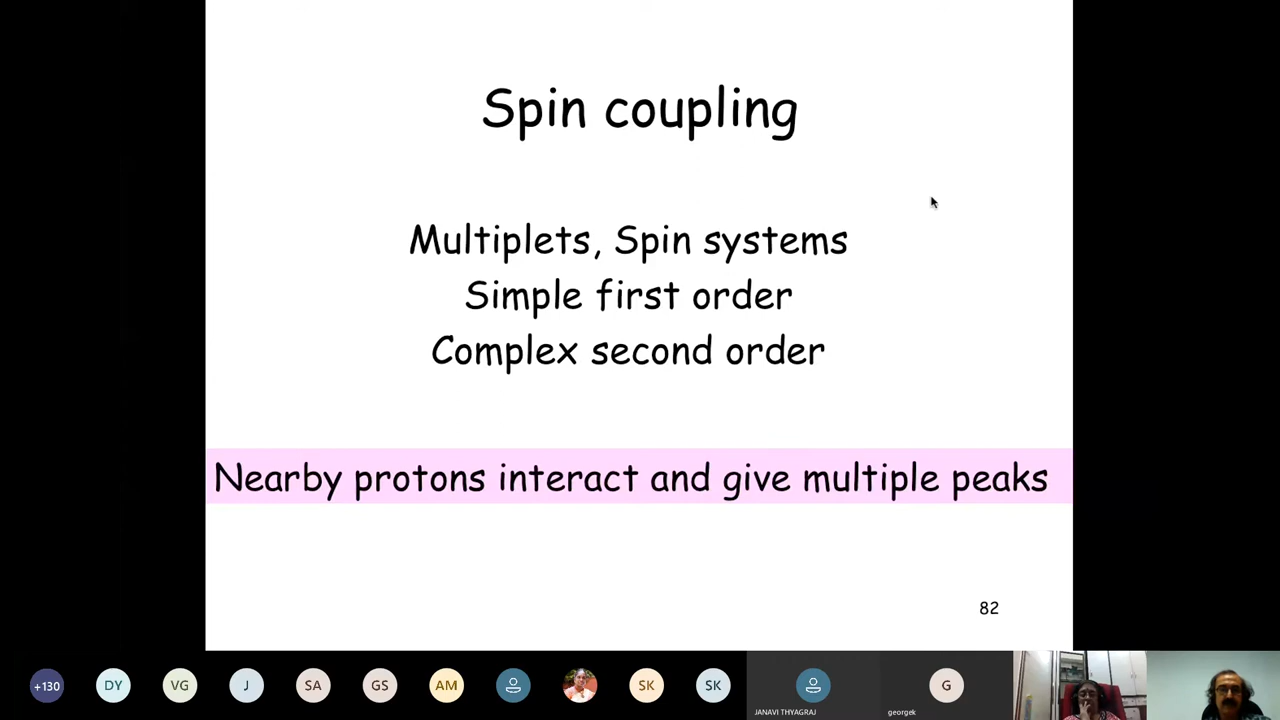 Spin coupling
Multiplets, Spin systems
Simple first order
Complex second order
Nearby protons interact and give multiple peaks
82
+130
DY
VG
J
SA
GS
AM
SK
SK
JANAVI THYAGRAJ
G
georgek